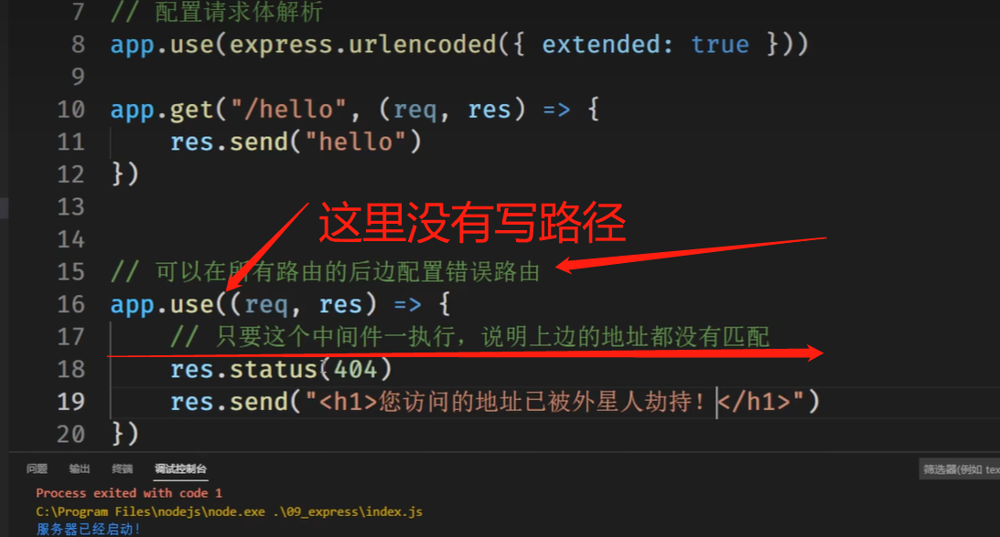 7 // 配置请求体解析
8 app.use(express.urlencoded({ extended: true }))
9
10 app.get("/hello", (req, res) => {
11 res.send("hello")
12 })
13
这里没有写路径
14
15 // 可以在所有路由的后边配置错误路由
16 app.use((req, res) => {
17 // 只要这个中间件一执行，说明上边的地址都没有匹配
18 res.status(404)
19 res.send("<h1>您访问的地址已被外星人劫持！</h1>")
20 })
问题 输出 终端 调试控制台 筛选器(例如 tex
Process exited with code 1
C:\Program Files\nodejs\node.exe .\09_express\index.js
服务器已经启动！